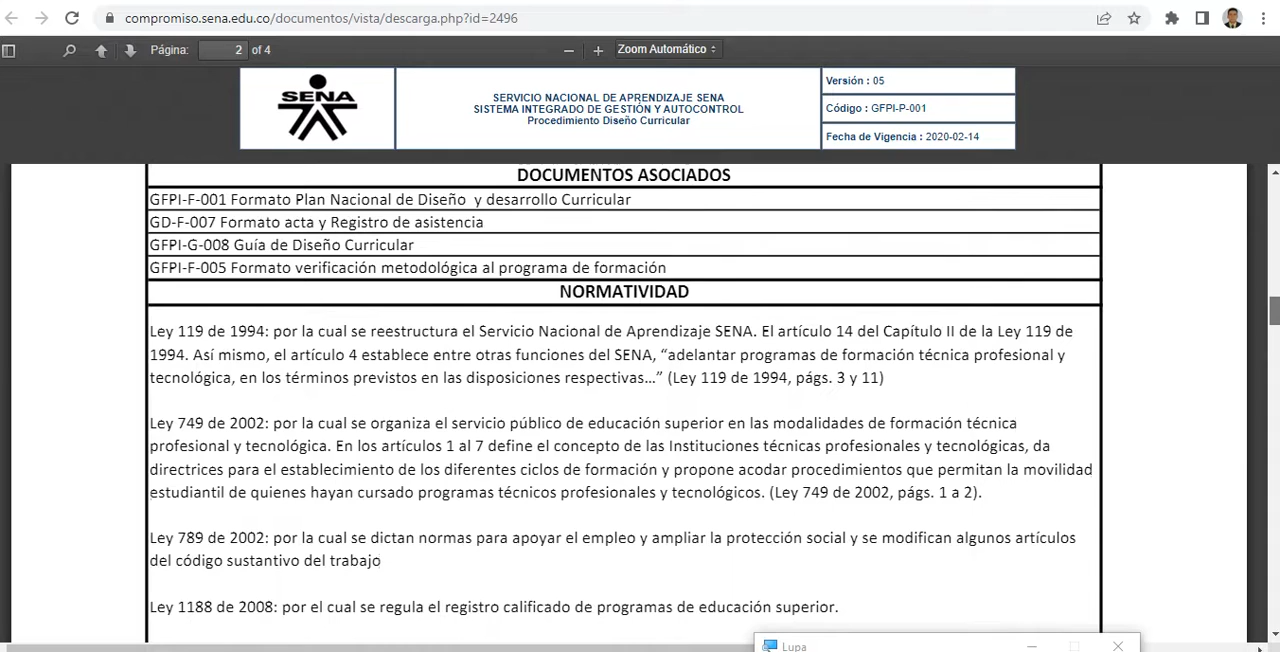 compromiso.sena.edu.co/documentos/vista/descarga.php?id=2496
Página: 2 of 4
Zoom Automático
SENA
SERVICIO NACIONAL DE APRENDIZAJE SENA
SISTEMA INTEGRADO DE GESTIÓN Y AUTOCONTROL
Procedimiento Diseño Curricular
Versión : 05
Código : GFPI-P-001
Fecha de Vigencia : 2020-02-14
DOCUMENTOS ASOCIADOS
GFPI-F-001 Formato Plan Nacional de Diseño y desarrollo Curricular
GD-F-007 Formato acta y Registro de asistencia
GFPI-G-008 Guía de Diseño Curricular
GFPI-F-005 Formato verificación metodológica al programa de formación
NORMATIVIDAD
Ley 119 de 1994: por la cual se reestructura el Servicio Nacional de Aprendizaje SENA. El artículo 14 del Capítulo II de la Ley 119 de
1994. Así mismo, el artículo 4 establece entre otras funciones del SENA, “adelantar programas de formación técnica profesional y
tecnológica, en los términos previstos en las disposiciones respectivas…” (Ley 119 de 1994, págs. 3 y 11)
Ley 749 de 2002: por la cual se organiza el servicio público de educación superior en las modalidades de formación técnica
profesional y tecnológica. En los artículos 1 al 7 define el concepto de las Instituciones técnicas profesionales y tecnológicas, da
directrices para el establecimiento de los diferentes ciclos de formación y propone acodar procedimientos que permitan la movilidad
estudiantil de quienes hayan cursado programas técnicos profesionales y tecnológicos. (Ley 749 de 2002, págs. 1 a 2).
Ley 789 de 2002: por la cual se dictan normas para apoyar el empleo y ampliar la protección social y se modifican algunos artículos
del código sustantivo del trabajo
Ley 1188 de 2008: por el cual se regula el registro calificado de programas de educación superior.
Lupa